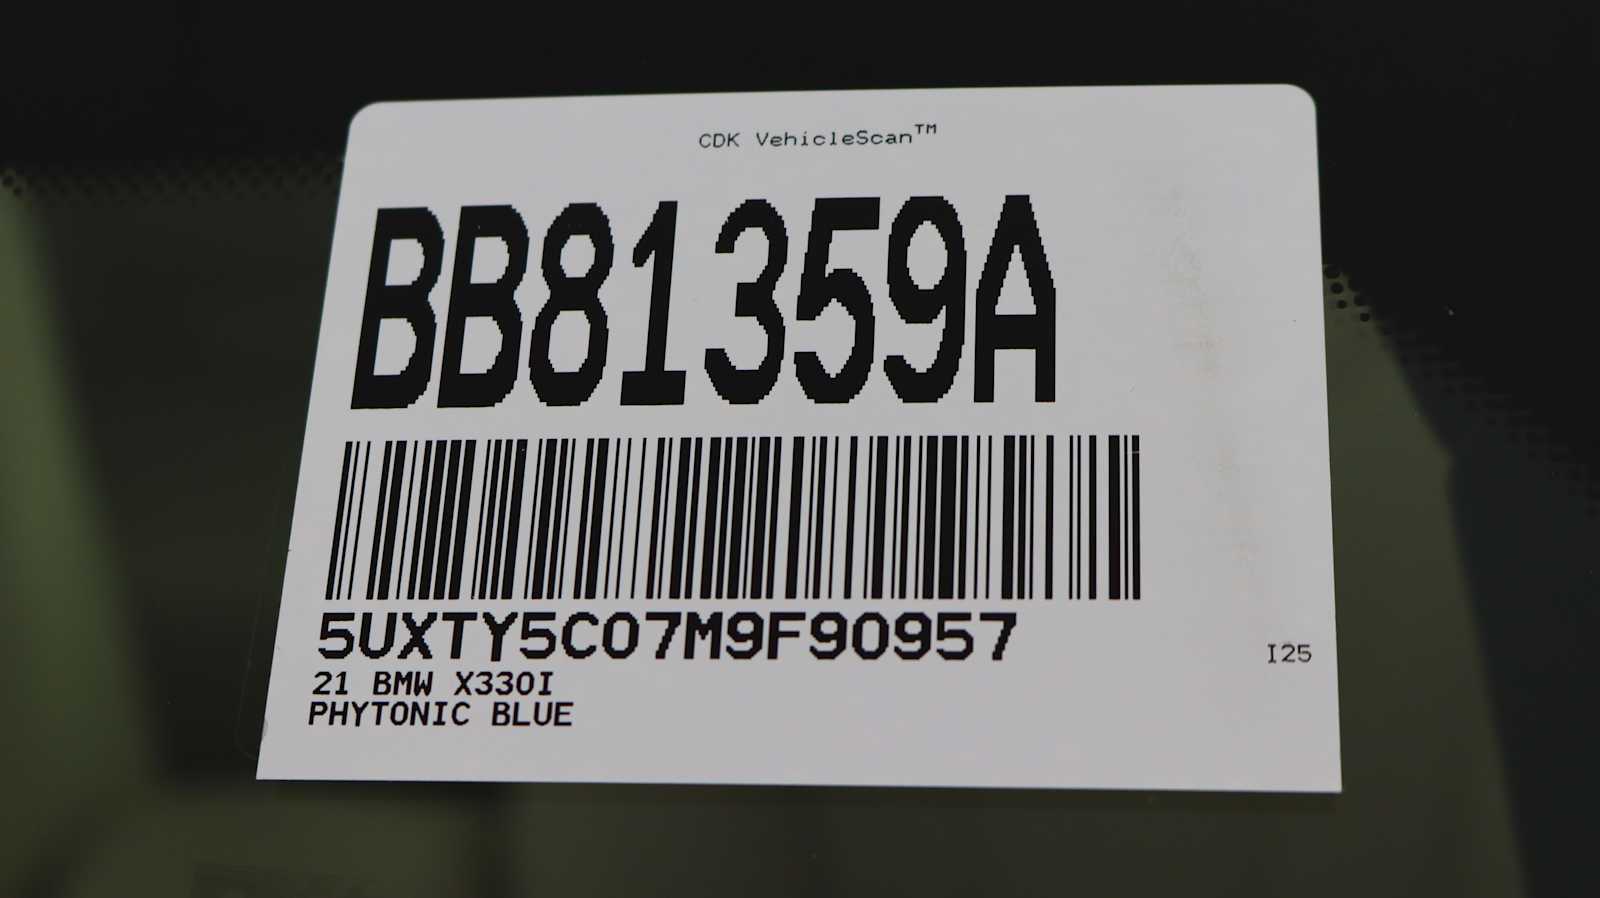 CDK VehicleScan™
BB81359A
5UXTY5C07M9F90957
I25
21 BMW X330I
PHYTONIC BLUE